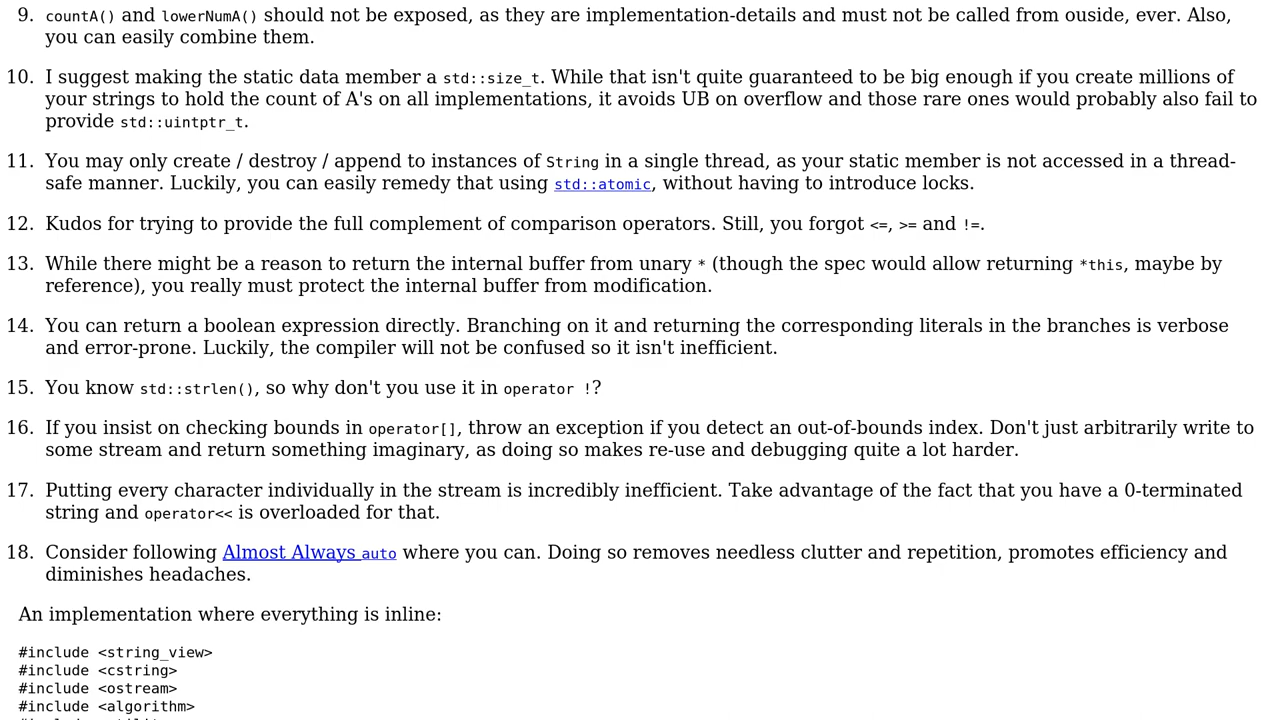 9. countA() and lowerNumA() should not be exposed, as they are implementation-details and must not be called from ouside, ever. Also,
you can easily combine them.
10. I suggest making the static data member a std::size_t. While that isn't quite guaranteed to be big enough if you create millions of
your strings to hold the count of A's on all implementations, it avoids UB on overflow and those rare ones would probably also fail to
provide std::uintptr_t.
11. You may only create / destroy / append to instances of String in a single thread, as your static member is not accessed in a thread-
safe manner. Luckily, you can easily remedy that using std::atomic, without having to introduce locks.
12. Kudos for trying to provide the full complement of comparison operators. Still, you forgot <=, >= and !=.
13. While there might be a reason to return the internal buffer from unary * (though the spec would allow returning *this, maybe by
reference), you really must protect the internal buffer from modification.
14. You can return a boolean expression directly. Branching on it and returning the corresponding literals in the branches is verbose
and error-prone. Luckily, the compiler will not be confused so it isn't inefficient.
15. You know std::strlen(), so why don't you use it in operator !?
16. If you insist on checking bounds in operator[], throw an exception if you detect an out-of-bounds index. Don't just arbitrarily write to
some stream and return something imaginary, as doing so makes re-use and debugging quite a lot harder.
17. Putting every character individually in the stream is incredibly inefficient. Take advantage of the fact that you have a 0-terminated
string and operator<< is overloaded for that.
18. Consider following Almost Always auto where you can. Doing so removes needless clutter and repetition, promotes efficiency and
diminishes headaches.
An implementation where everything is inline:
#include <string_view>
#include <cstring>
#include <ostream>
#include <algorithm>